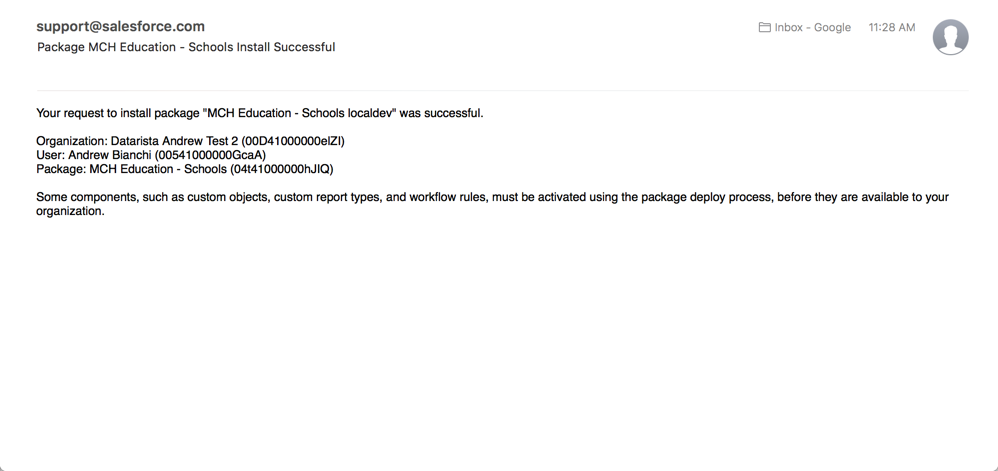 support@salesforce.com
Inbox - Google 11:28 AM
Package MCH Education - Schools Install Successful
Your request to install package "MCH Education - Schools localdev" was successful.
Organization: Datarista Andrew Test 2 (00D41000000elZI)
User: Andrew Bianchi (00541000000GcaA)
Package: MCH Education - Schools (04t41000000hJIQ)
Some components, such as custom objects, custom report types, and workflow rules, must be activated using the package deploy process, before they are available to your
organization.